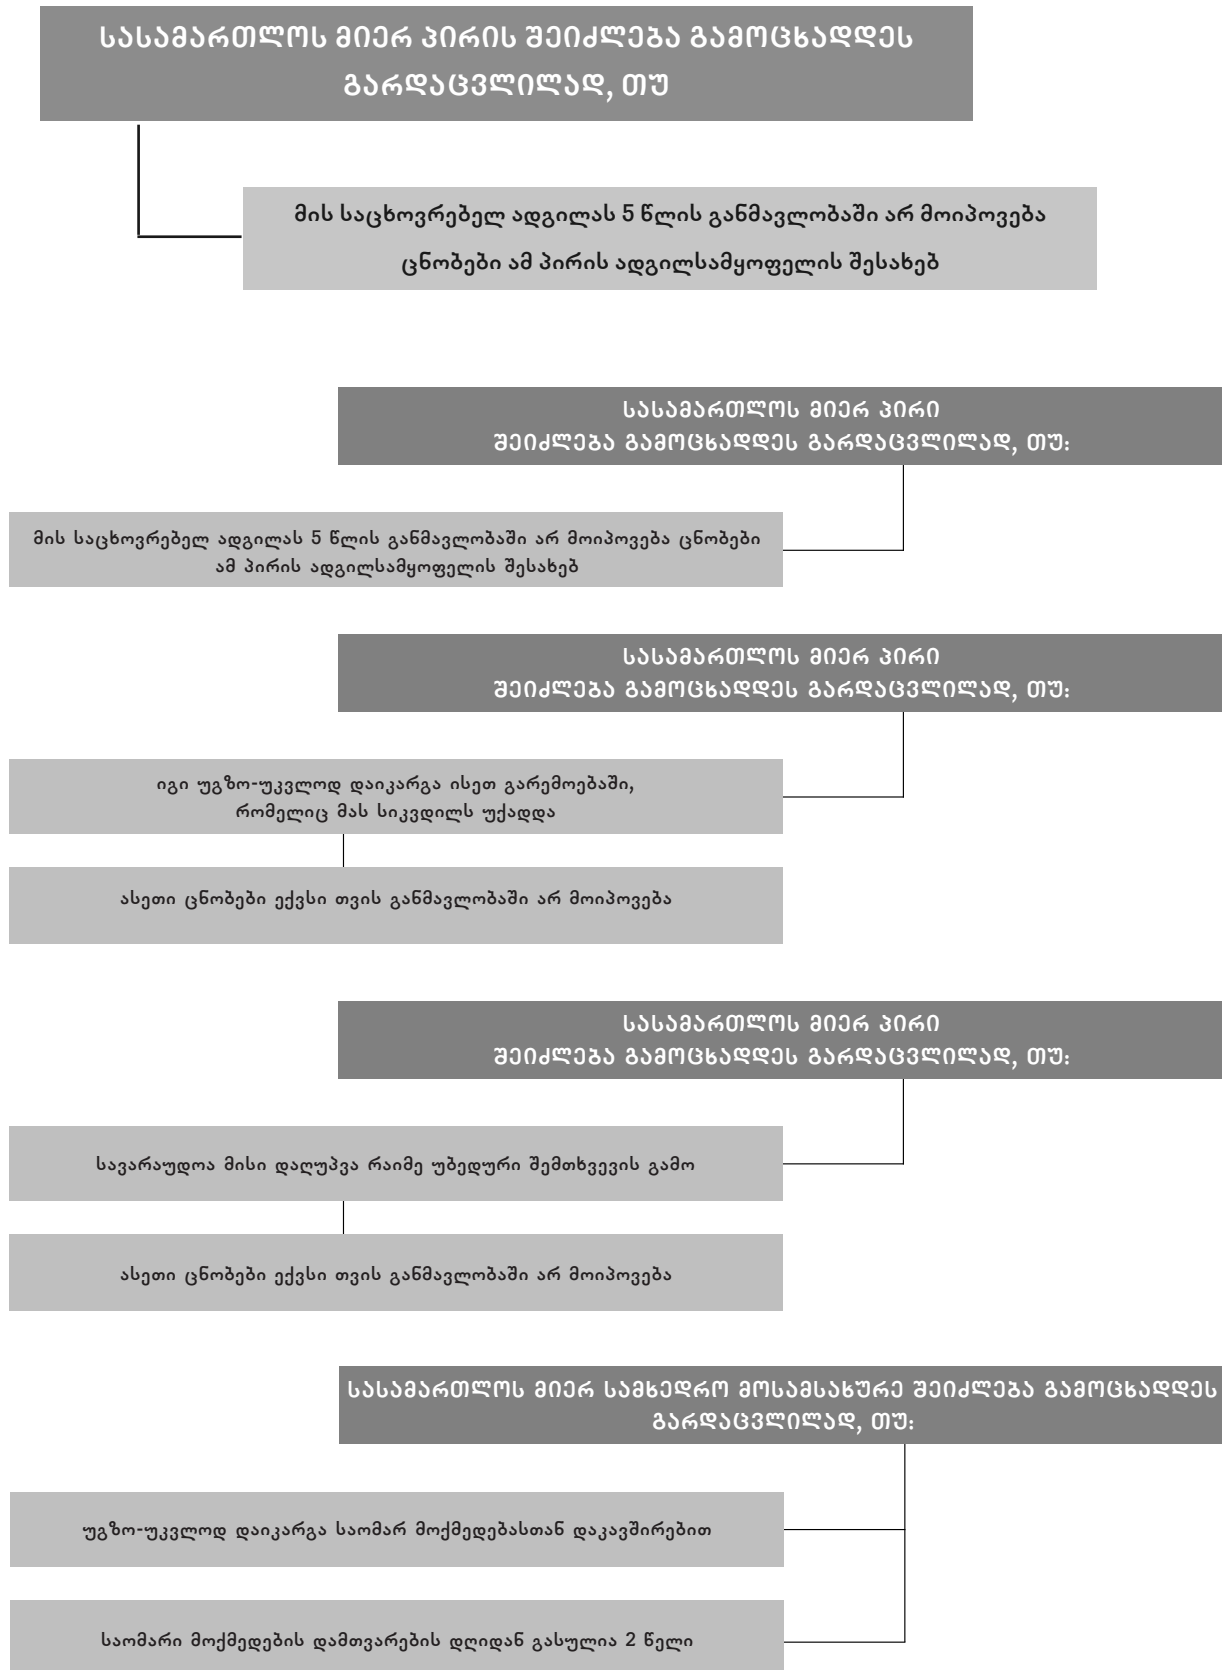 სასამართლოს მიერ პირის შეიძლება გამოცხადდეს
გარდაცვლილად, თუ
მის საცხოვრებელ ადგილას 5 წლის განმავლობაში არ მოიპოვება
ცნობები ამ პირის ადგილსამყოფელის შესახებ
სასამართლოს მიერ პირი
შეიძლება გამოცხადდეს გარდაცვლილად, თუ:
მის საცხოვრებელ ადგილას 5 წლის განმავლობაში არ მოიპოვება ცნობები
ამ პირის ადგილსამყოფელის შესახებ
სასამართლოს მიერ პირი
შეიძლება გამოცხადდეს გარდაცვლილად, თუ:
იგი უგზო-უკვლოდ დაიკარგა ისეთ გარემოებაში,
რომელიც მას სიკვდილს უქადდა
ასეთი ცნობები ექვსი თვის განმავლობაში არ მოიპოვება
სასამართლოს მიერ პირი
შეიძლება გამოცხადდეს გარდაცვლილად, თუ:
სავარაუდოა მისი დაღუპვა რაიმე უბედური შემთხვევის გამო
ასეთი ცნობები ექვსი თვის განმავლობაში არ მოიპოვება
სასამართლოს მიერ სამხედრო მოსამსახურე შეიძლება გამოცხადდეს
გარდაცვლილად, თუ:
უგზო-უკვლოდ დაიკარგა საომარ მოქმედებასთან დაკავშირებით
საომარი მოქმედების დამთვარების დღიდან გასულია 2 წელი